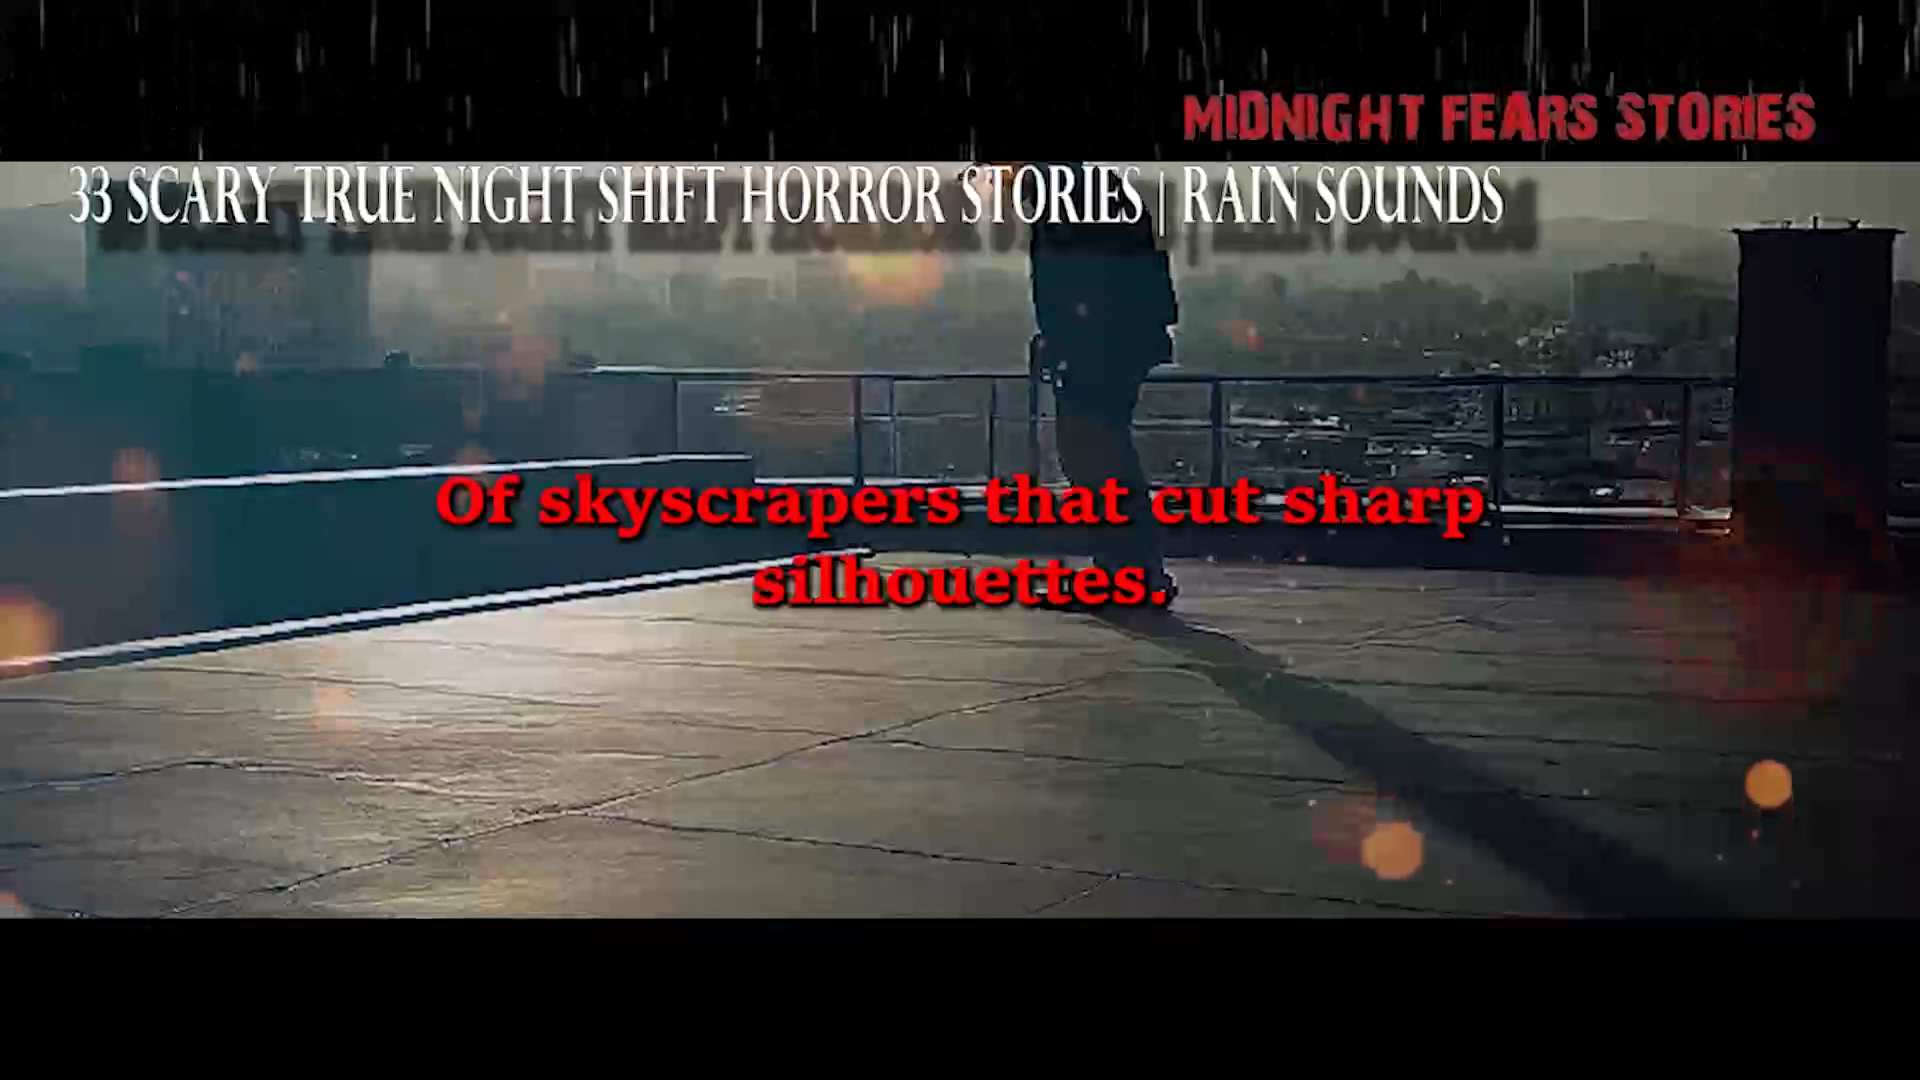 MIDNIGHT FEARS STORIES
33 SCARY TRUE NIGHT SHIFT HORROR STORIES | RAIN SOUNDS
Of skyscrapers that cut sharp
silhouettes.